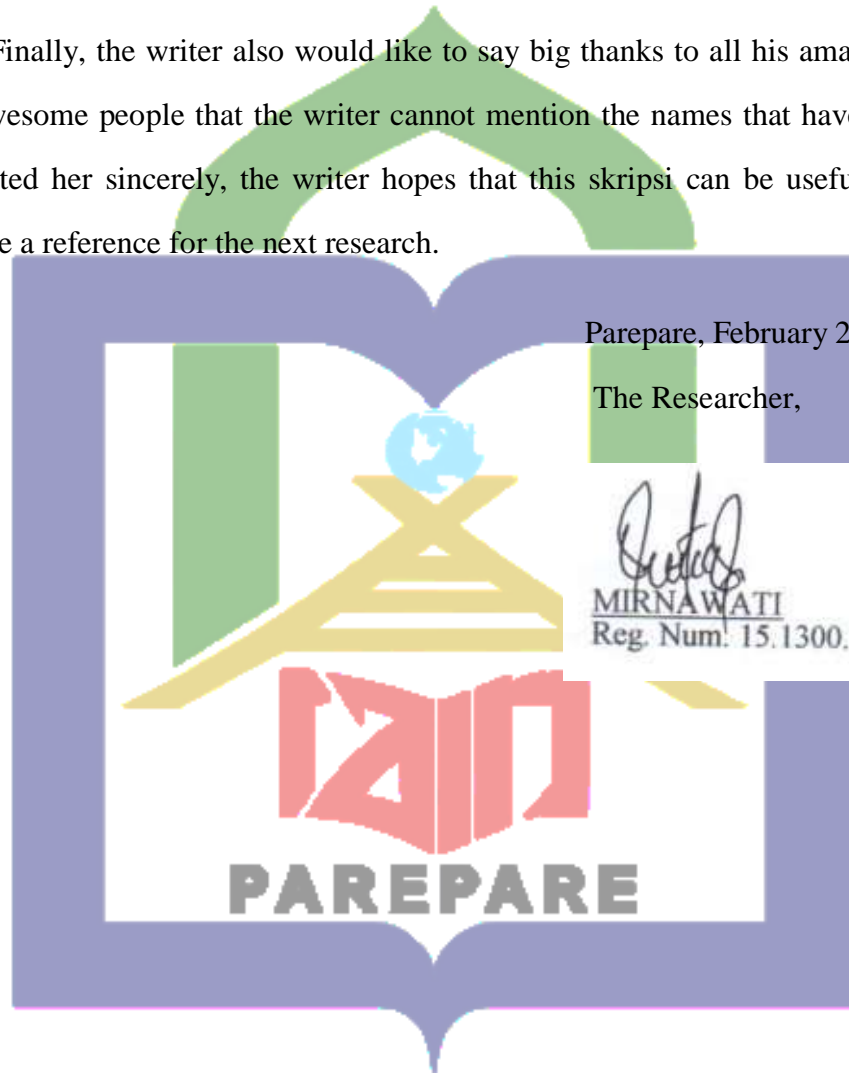 Finally, the writer also would like to say big thanks to all his ama
wesome people that the writer cannot mention the names that have
ted her sincerely, the writer hopes that this skripsi can be usefu
e a reference for the next research.
Parepare, February 2
The Researcher,
MIRNAWATI
Reg. Num: 15.1300.
iain
PAREPARE